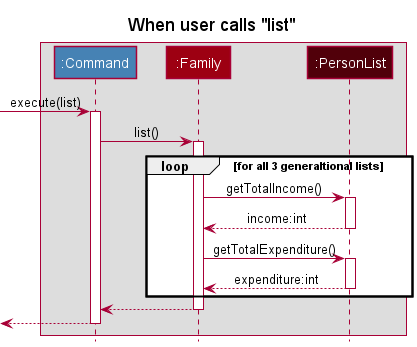 When user calls "list"
:Command
:Family
:PersonList
execute(list)
list()
loop
[for all 3 generaltional lists]
getTotalIncome()
income:int
getTotalExpenditure()
expenditure:int